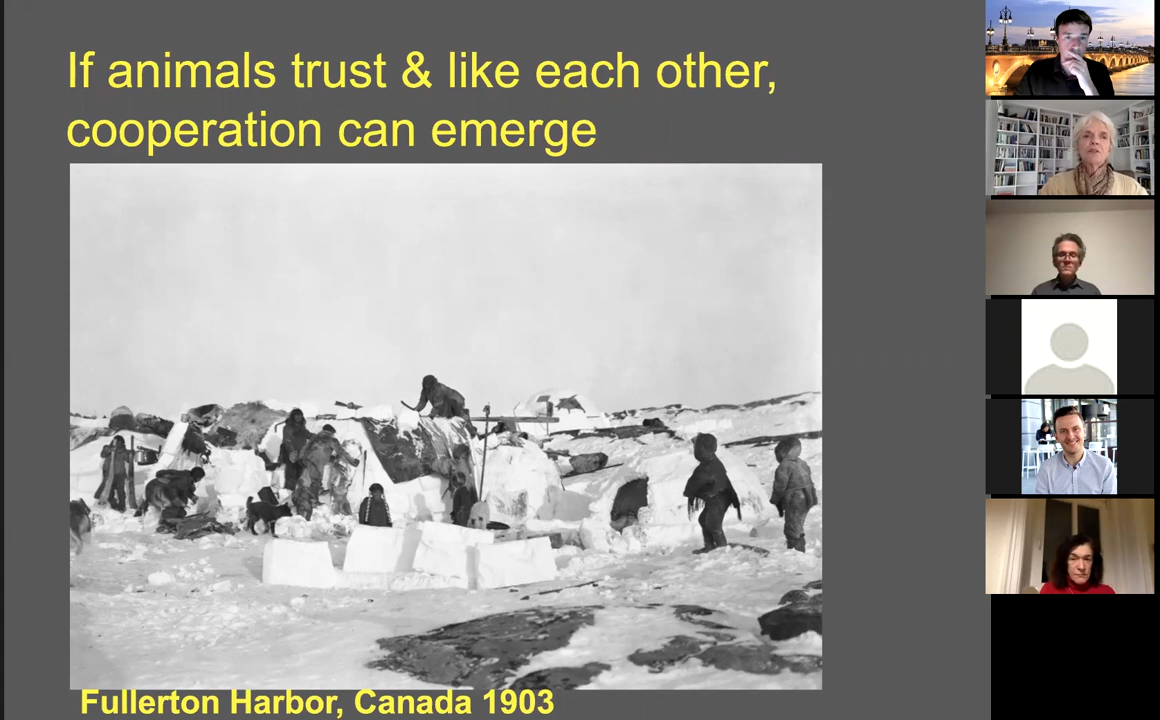 If animals trust & like each other,
cooperation can emerge
Fullerton Harbor, Canada 1903